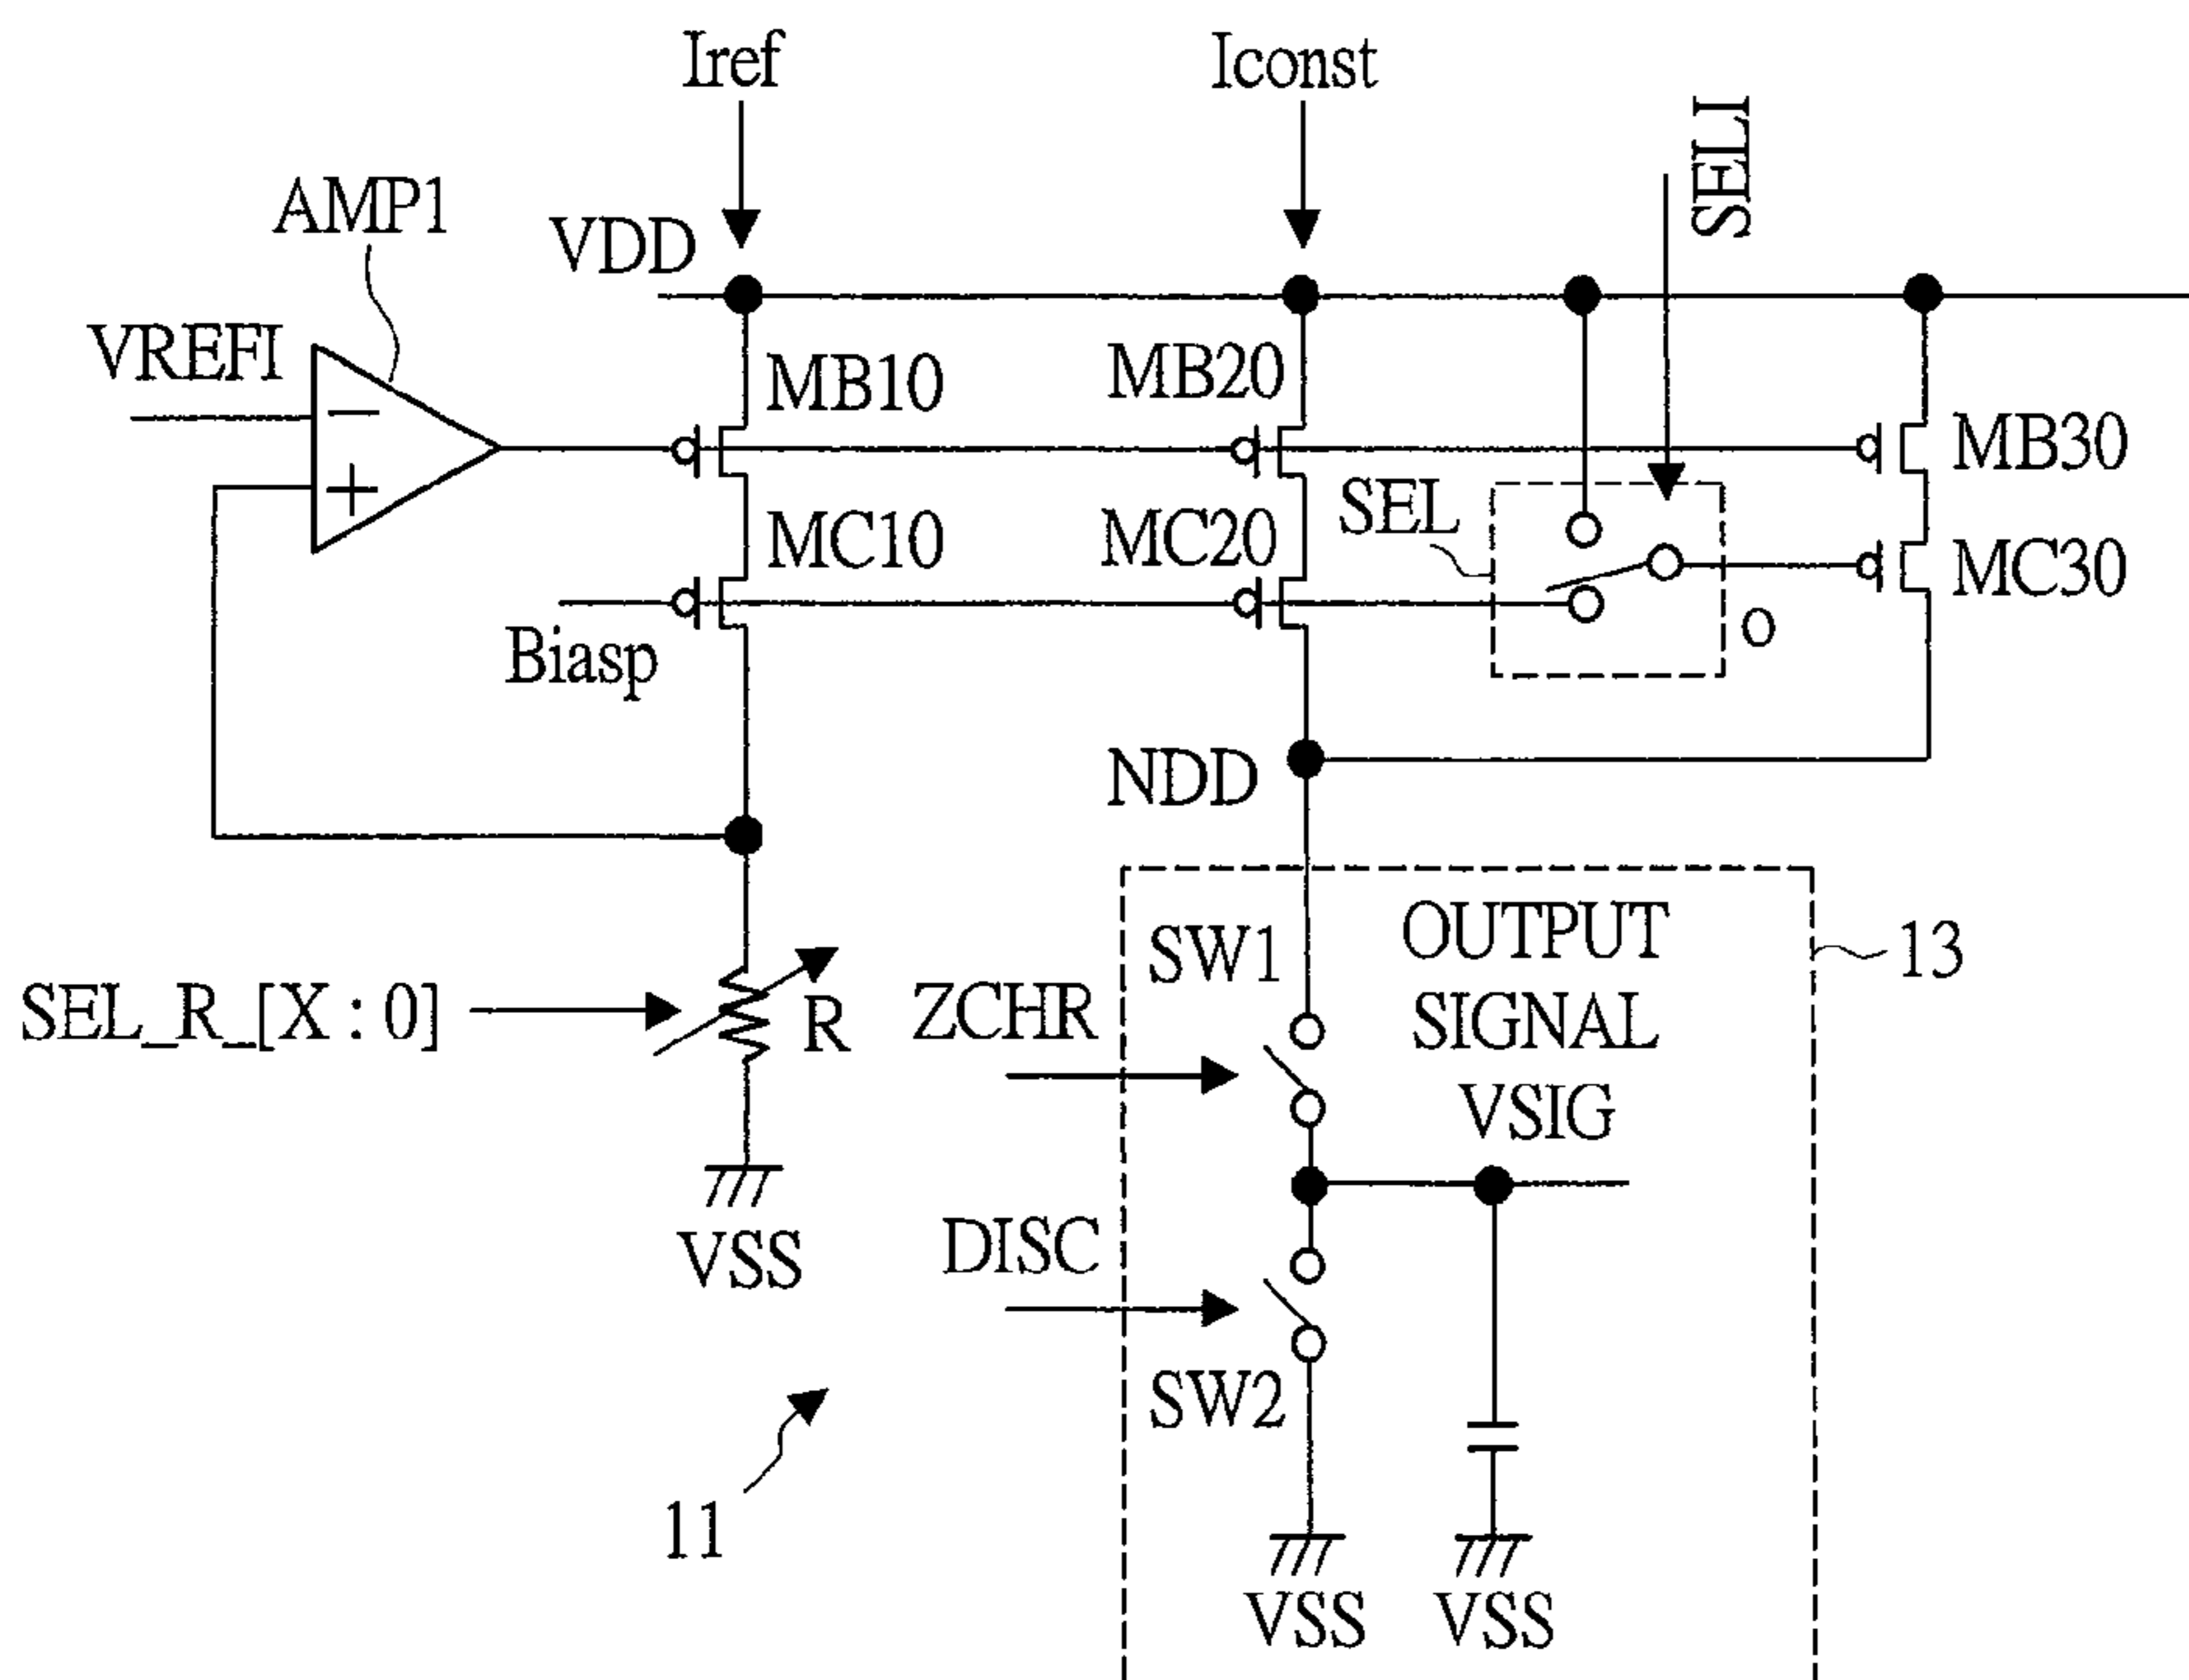 Iref
Iconst
SELI
AMP1
VDD
VREFI
MB10
MB20
MB30
−
+
SEL
MC10
MC20
MC30
o
Biasp
NDD
SW1
OUTPUT
SIGNAL
VSIG
13
SEL_R_[X : 0]
R
ZCHR
VSS
DISC
SW2
11
VSS
VSS